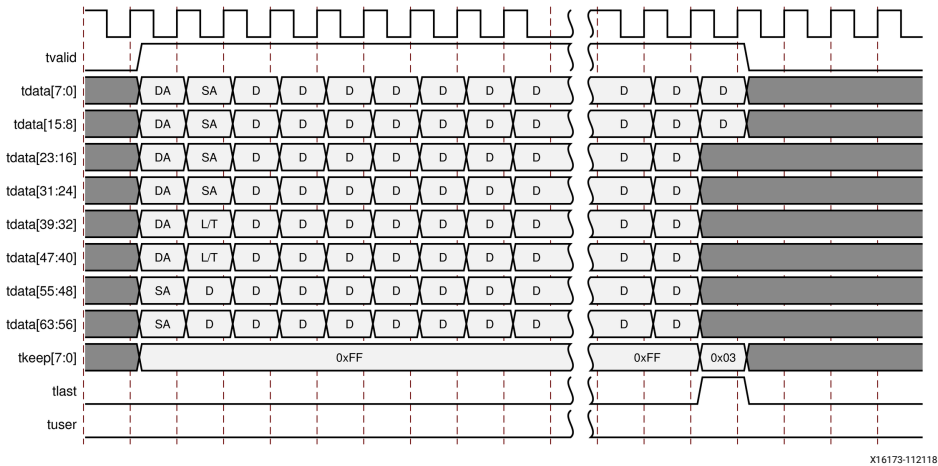 tvalid
tdata[7:0] DA SA D D D D D D D D D D
tdata[15:8] DA SA D D D D D D D D D D
tdata[23:16] DA SA D D D D D D D D D
tdata[31:24] DA SA D D D D D D D D D
tdata[39:32] DA L/T D D D D D D D D D
tdata[47:40] DA L/T D D D D D D D D D
tdata[55:48] SA D D D D D D D D D D
tdata[63:56] SA D D D D D D D D D D
tkeep[7:0] 0xFF 0xFF 0x03
tlast
tuser
X16173-112118